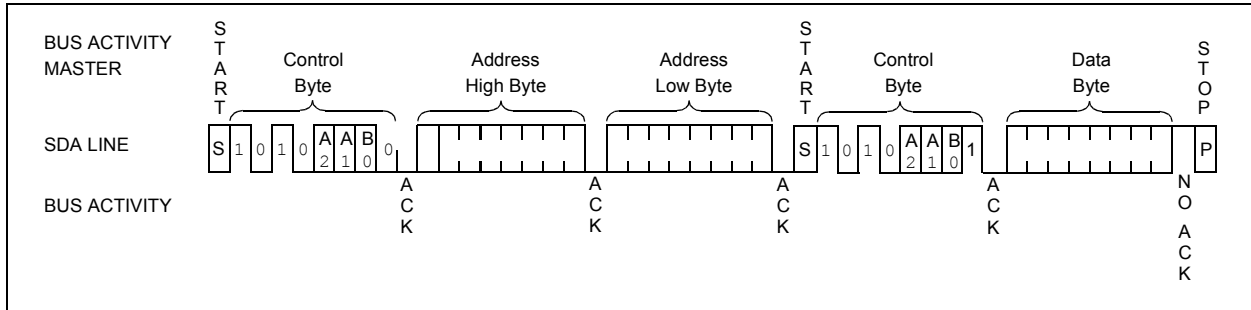 BUS ACTIVITY
MASTER
START
Control
Byte
Address
High Byte
Address
Low Byte
START
Control
Byte
Data
Byte
STOP
SDA LINE
S 1 0 1 0 A2 A1 B0 0
S 1 0 1 0 A2 A1 B0 1
P
BUS ACTIVITY
ACK
ACK
ACK
ACK
NO ACK